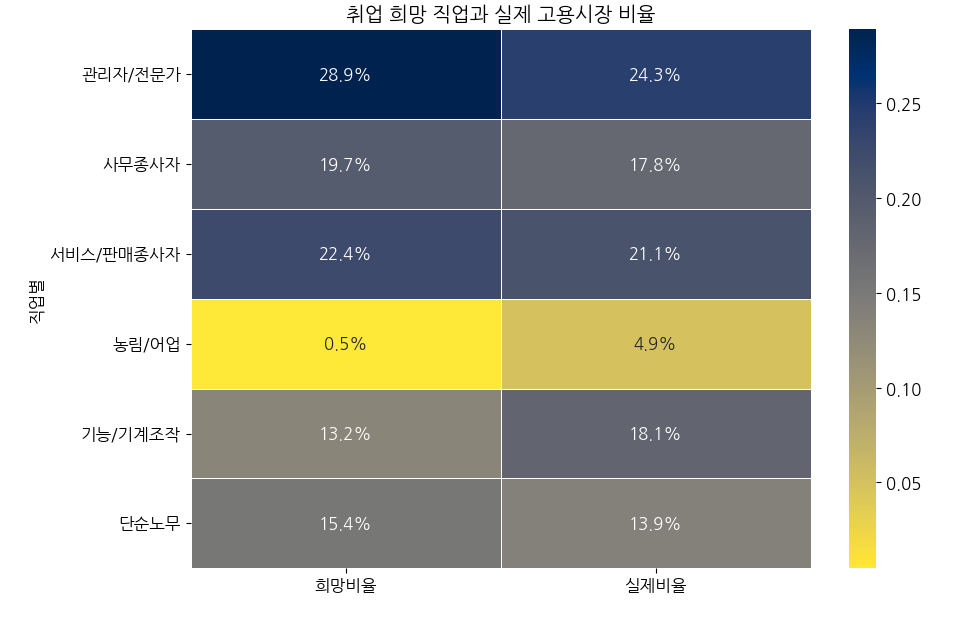 취업 희망 직업과 실제 고용시장 비율
관리자/전문가 28.9% 24.3%
사무종사자 19.7% 17.8%
서비스/판매종사자 22.4% 21.1%
농림/어업 0.5% 4.9%
기능/기계조작 13.2% 18.1%
단순노무 15.4% 13.9%
직업별
희망비율 실제비율
0.25
0.20
0.15
0.10
0.05